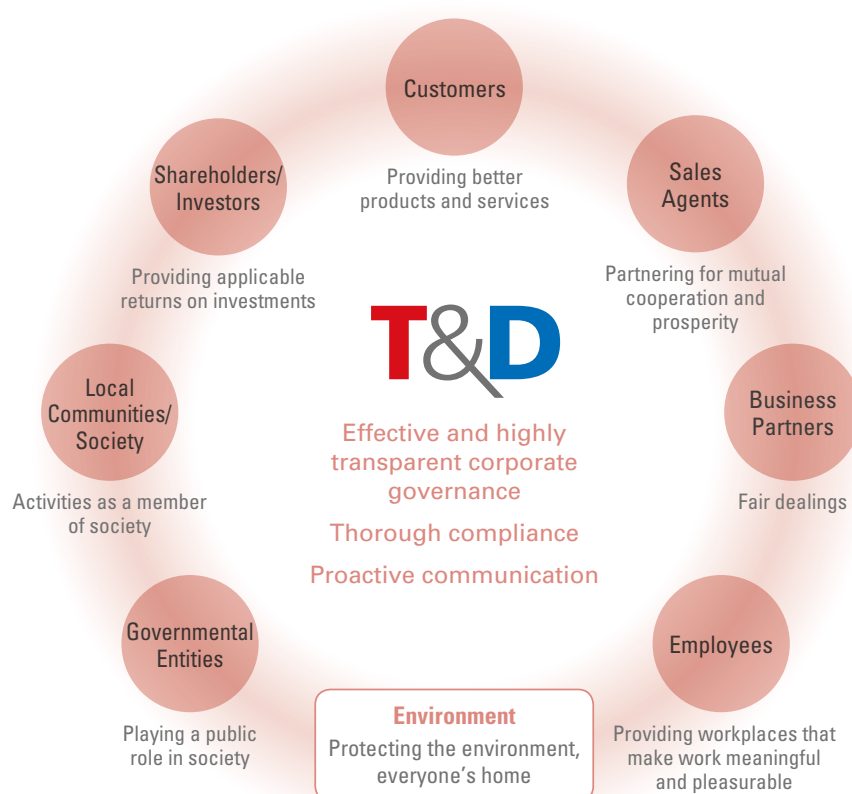 Customers
Providing better
products and services
Shareholders/
Investors
Providing applicable
returns on investments
Sales
Agents
Partnering for mutual
cooperation and
prosperity
T&D
Local
Communities/
Society
Activities as a member
of society
Effective and highly
transparent corporate
governance
Thorough compliance
Proactive communication
Business
Partners
Fair dealings
Governmental
Entities
Playing a public
role in society
Environment
Protecting the environment,
everyone’s home
Employees
Providing workplaces that
make work meaningful
and pleasurable